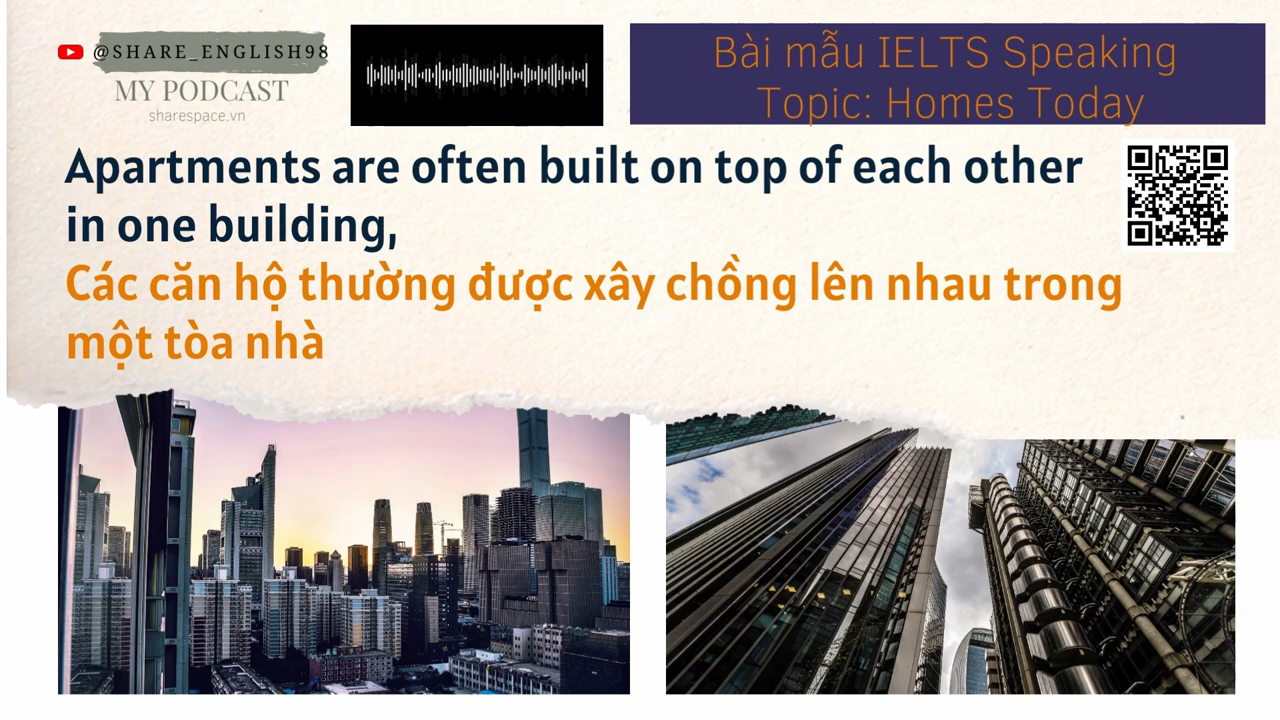 @SHARE_ENGLISH98
MY PODCAST
sharespace.vn
Bài mẫu IELTS Speaking
Topic: Homes Today
Apartments are often built on top of each other
in one building,
Các căn hộ thường được xây chồng lên nhau trong
một tòa nhà